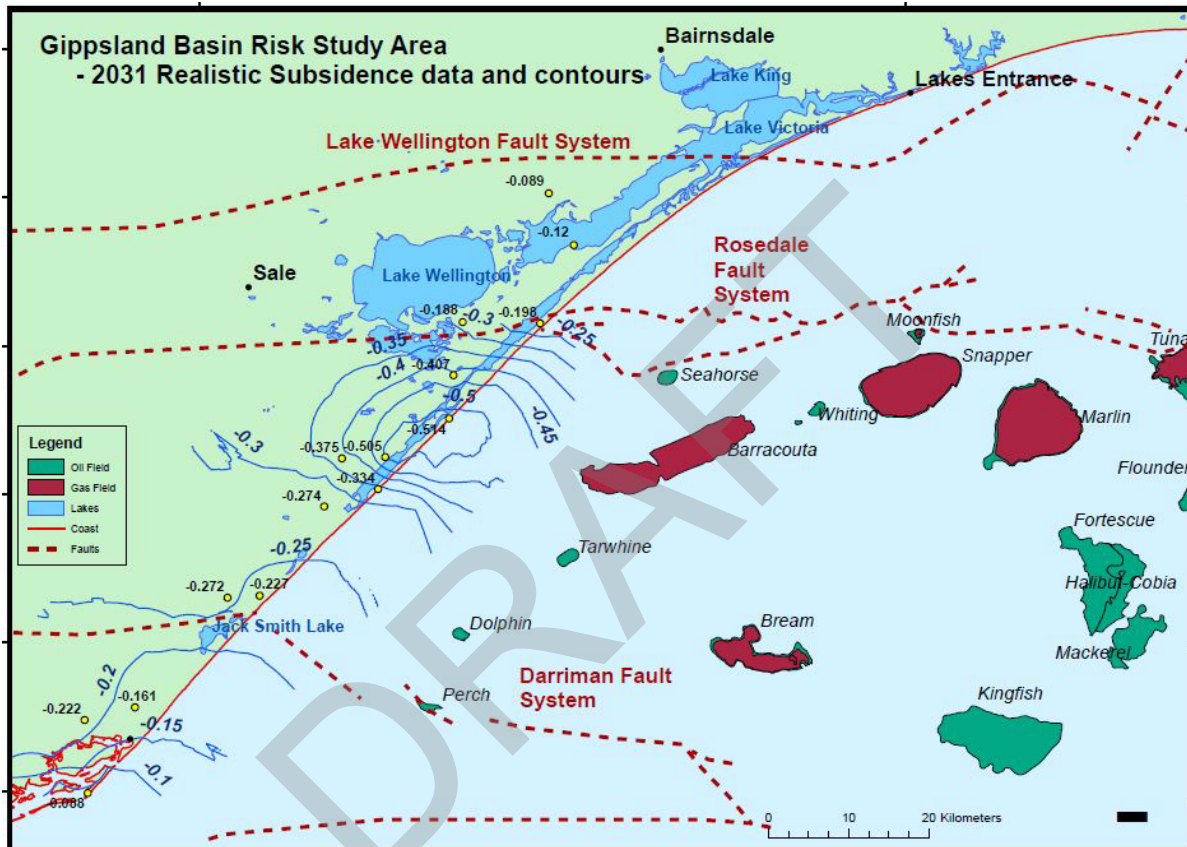 Gippsland Basin Risk Study Area
- 2031 Realistic Subsidence data and contours
Bairnsdale
Lake King
Lakes Entrance
Lake Victoria
Lake Wellington Fault System
-0.089
-0.12
Rosedale
Fault
System
Sale
Lake Wellington
-0.188
-0.3
-0.198
-0.25
Moonfish
Tuna
-0.35
-0.407
-0.4
Snapper
Seahorse
-0.5
-0.514
-0.45
Whiting
Marlin
-0.3
-0.375
-0.505
Barracouta
Legend
Oil Field
Gas Field
Lakes
Coast
Faults
-0.334
-0.274
Flounder
Fortescue
-0.25
Tarwhine
-0.272
-0.227
Halibut-Cobia
Jack Smith Lake
Dolphin
Bream
Mackerel
-0.2
Darriman Fault
System
Perch
Kingfish
-0.161
-0.222
-0.15
-0.1
-0.088
0 10 20 Kilometers
DRAFT